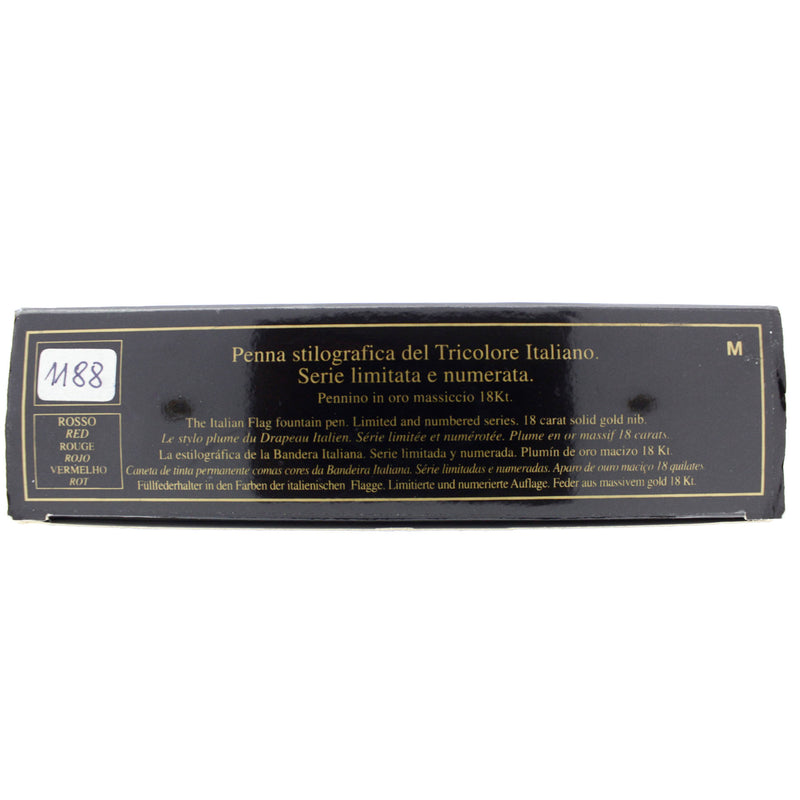 Penna stilografica del Tricolore Italiano.
Serie limitata e numerata.
Pennino in oro massiccio 18Kt.
M
1188
ROSSO
RED
ROUGE
ROJO
VERMELHO
ROT
The Italian Flag fountain pen. Limited and numbered series. 18 carat solid gold nib.
Le stylo plume du Drapeau Italien. Série limitée et numérotée. Plume en or massif 18 carats.
La estilográfica de la Bandera Italiana. Serie limitada y numerada. Plumín de oro macizo 18 Kt.
Caneta de tinta permanente comas cores da Bandeira Italiana. Série limitadas e numeradas. Aparo de ouro maciço 18 quilates.
Füllfederhalter in den Farben der italienischen Flagge. Limitierte und numerierte Auflage. Feder aus massivem gold 18 Kt.